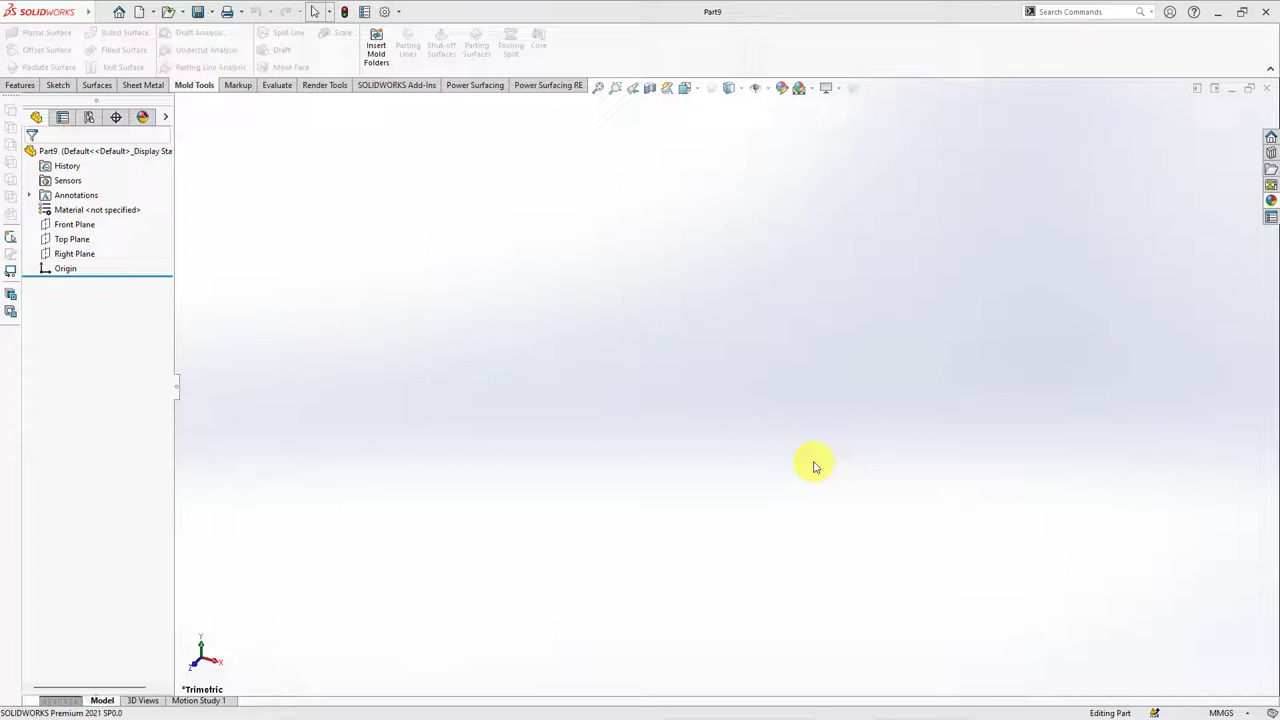 SOLIDWORKS
Part9
Search Commands
Planar Surface
Ruled Surface
Draft Analysis
Split Line
Scale
Offset Surface
Filled Surface
Undercut Analysis
Draft
Radiate Surface
Knit Surface
Parting Line Analysis
Move Face
Insert Mold Folders
Parting Lines
Shut-off Surfaces
Parting Surfaces
Tooling Split
Core
Features
Sketch
Surfaces
Sheet Metal
Mold Tools
Markup
Evaluate
Render Tools
SOLIDWORKS Add-Ins
Power Surfacing
Power Surfacing RE
Part9 (Default<<Default>_Display Sta
History
Sensors
Annotations
Material <not specified>
Front Plane
Top Plane
Right Plane
Origin
Y
X
Z
*Trimetric
Model
3D Views
Motion Study 1
SOLIDWORKS Premium 2021 SP0.0
Editing Part
MMGS